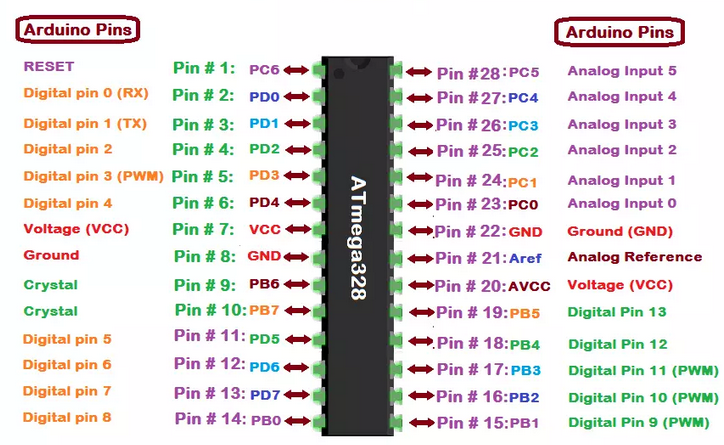 Arduino Pins
Arduino Pins
RESET Pin # 1: PC6 Pin #28: PC5 Analog Input 5
Digital pin 0 (RX) Pin # 2: PD0 Pin #27: PC4 Analog Input 4
Digital pin 1 (TX) Pin # 3: PD1 Pin # 26: PC3 Analog Input 3
Digital pin 2 Pin # 4: PD2 Pin # 25: PC2 Analog Input 2
Digital pin 3 (PWM) Pin # 5: PD3 Pin # 24: PC1 Analog Input 1
Digital pin 4 Pin # 6: PD4 Pin # 23: PC0 Analog Input 0
Voltage (VCC) Pin # 7: VCC Pin # 22: GND Ground (GND)
Ground Pin # 8: GND Pin # 21: Aref Analog Reference
Crystal Pin # 9: PB6 Pin # 20: AVCC Voltage (VCC)
Crystal Pin # 10: PB7 Pin # 19: PB5 Digital Pin 13
Digital pin 5 Pin # 11: PD5 Pin # 18: PB4 Digital Pin 12
Digital pin 6 Pin # 12: PD6 Pin # 17: PB3 Digital Pin 11 (PWM)
Digital pin 7 Pin # 13: PD7 Pin # 16: PB2 Digital Pin 10 (PWM)
Digital pin 8 Pin # 14: PB0 Pin # 15: PB1 Digital Pin 9 (PWM)
ATmega328